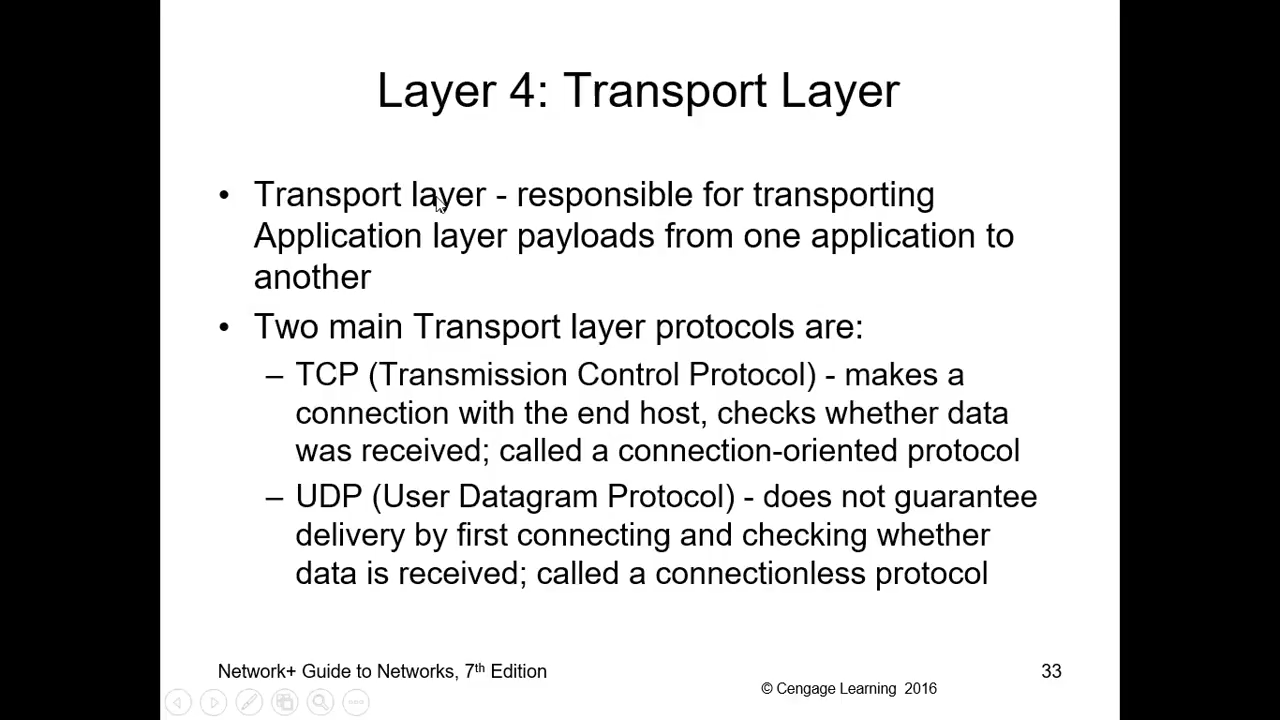 Layer 4: Transport Layer
• Transport layer - responsible for transporting
Application layer payloads from one application to
another
• Two main Transport layer protocols are:
– TCP (Transmission Control Protocol) - makes a
connection with the end host, checks whether data
was received; called a connection-oriented protocol
– UDP (User Datagram Protocol) - does not guarantee
delivery by first connecting and checking whether
data is received; called a connectionless protocol
Network+ Guide to Networks, 7th Edition
33
© Cengage Learning 2016